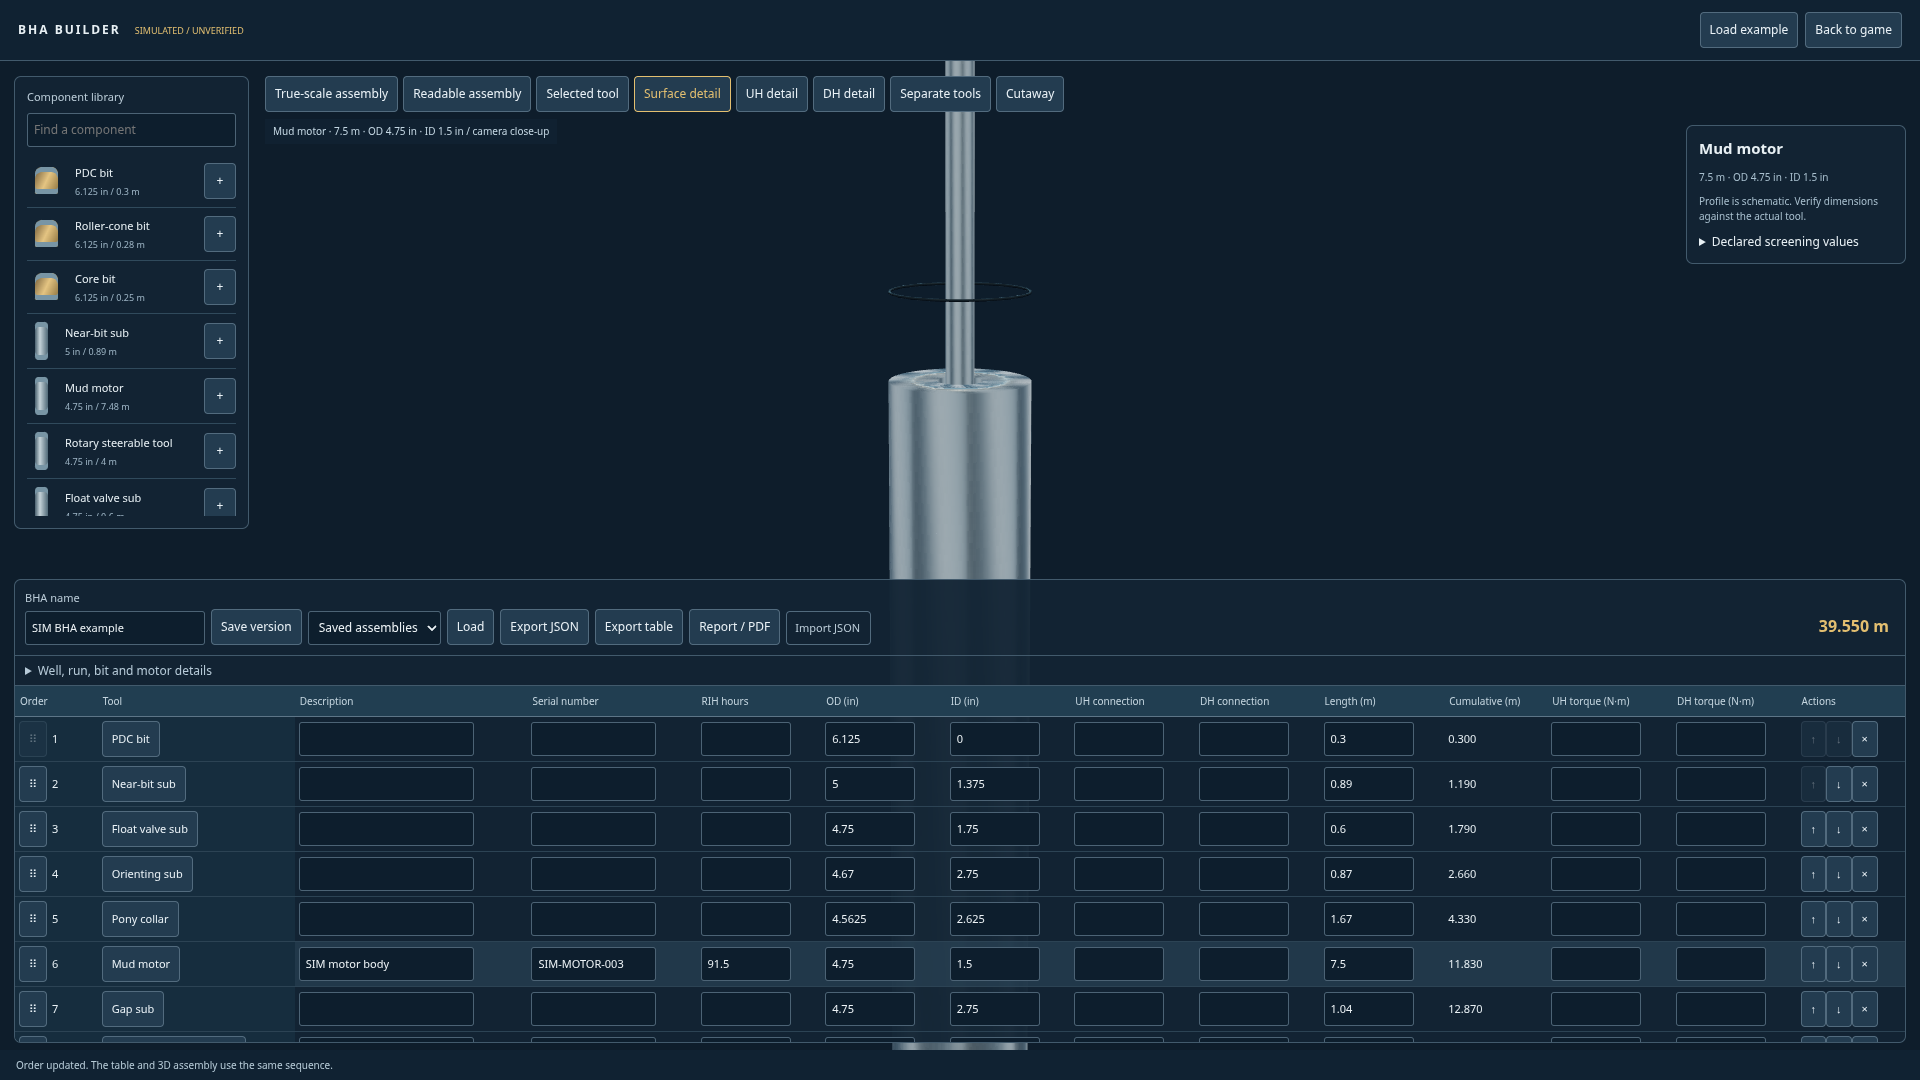 BHA BUILDER SIMULATED / UNVERIFIED Load example Back to game
Component library
Find a component
PDC bit
6.125 in / 0.3 m
+
Roller-cone bit
6.125 in / 0.28 m
+
Core bit
6.125 in / 0.25 m
+
Near-bit sub
5 in / 0.89 m
+
Mud motor
4.75 in / 7.48 m
+
Rotary steerable tool
4.75 in / 4 m
+
Float valve sub
+
True-scale assembly Readable assembly Selected tool Surface detail UH detail DH detail Separate tools Cutaway
Mud motor · 7.5 m · OD 4.75 in · ID 1.5 in / camera close-up
Mud motor
7.5 m · OD 4.75 in · ID 1.5 in
Profile is schematic. Verify dimensions
against the actual tool.
▶ Declared screening values
BHA name
SIM BHA example Save version Saved assemblies Load Export JSON Export table Report / PDF Import JSON 39.550 m
▶ Well, run, bit and motor details
Order Tool Description Serial number RIH hours OD (in) ID (in) UH connection DH connection Length (m) Cumulative (m) UH torque (N·m) DH torque (N·m) Actions
⠿ 1 PDC bit 6.125 0 0.3 0.300 ↑ ↓ ×
⠿ 2 Near-bit sub 5 1.375 0.89 1.190 ↑ ↓ ×
⠿ 3 Float valve sub 4.75 1.75 0.6 1.790 ↑ ↓ ×
⠿ 4 Orienting sub 4.67 2.75 0.87 2.660 ↑ ↓ ×
⠿ 5 Pony collar 4.5625 2.625 1.67 4.330 ↑ ↓ ×
⠿ 6 Mud motor SIM motor body SIM-MOTOR-003 91.5 4.75 1.5 7.5 11.830 ↑ ↓ ×
⠿ 7 Gap sub 4.75 2.75 1.04 12.870 ↑ ↓ ×
Order updated. The table and 3D assembly use the same sequence.